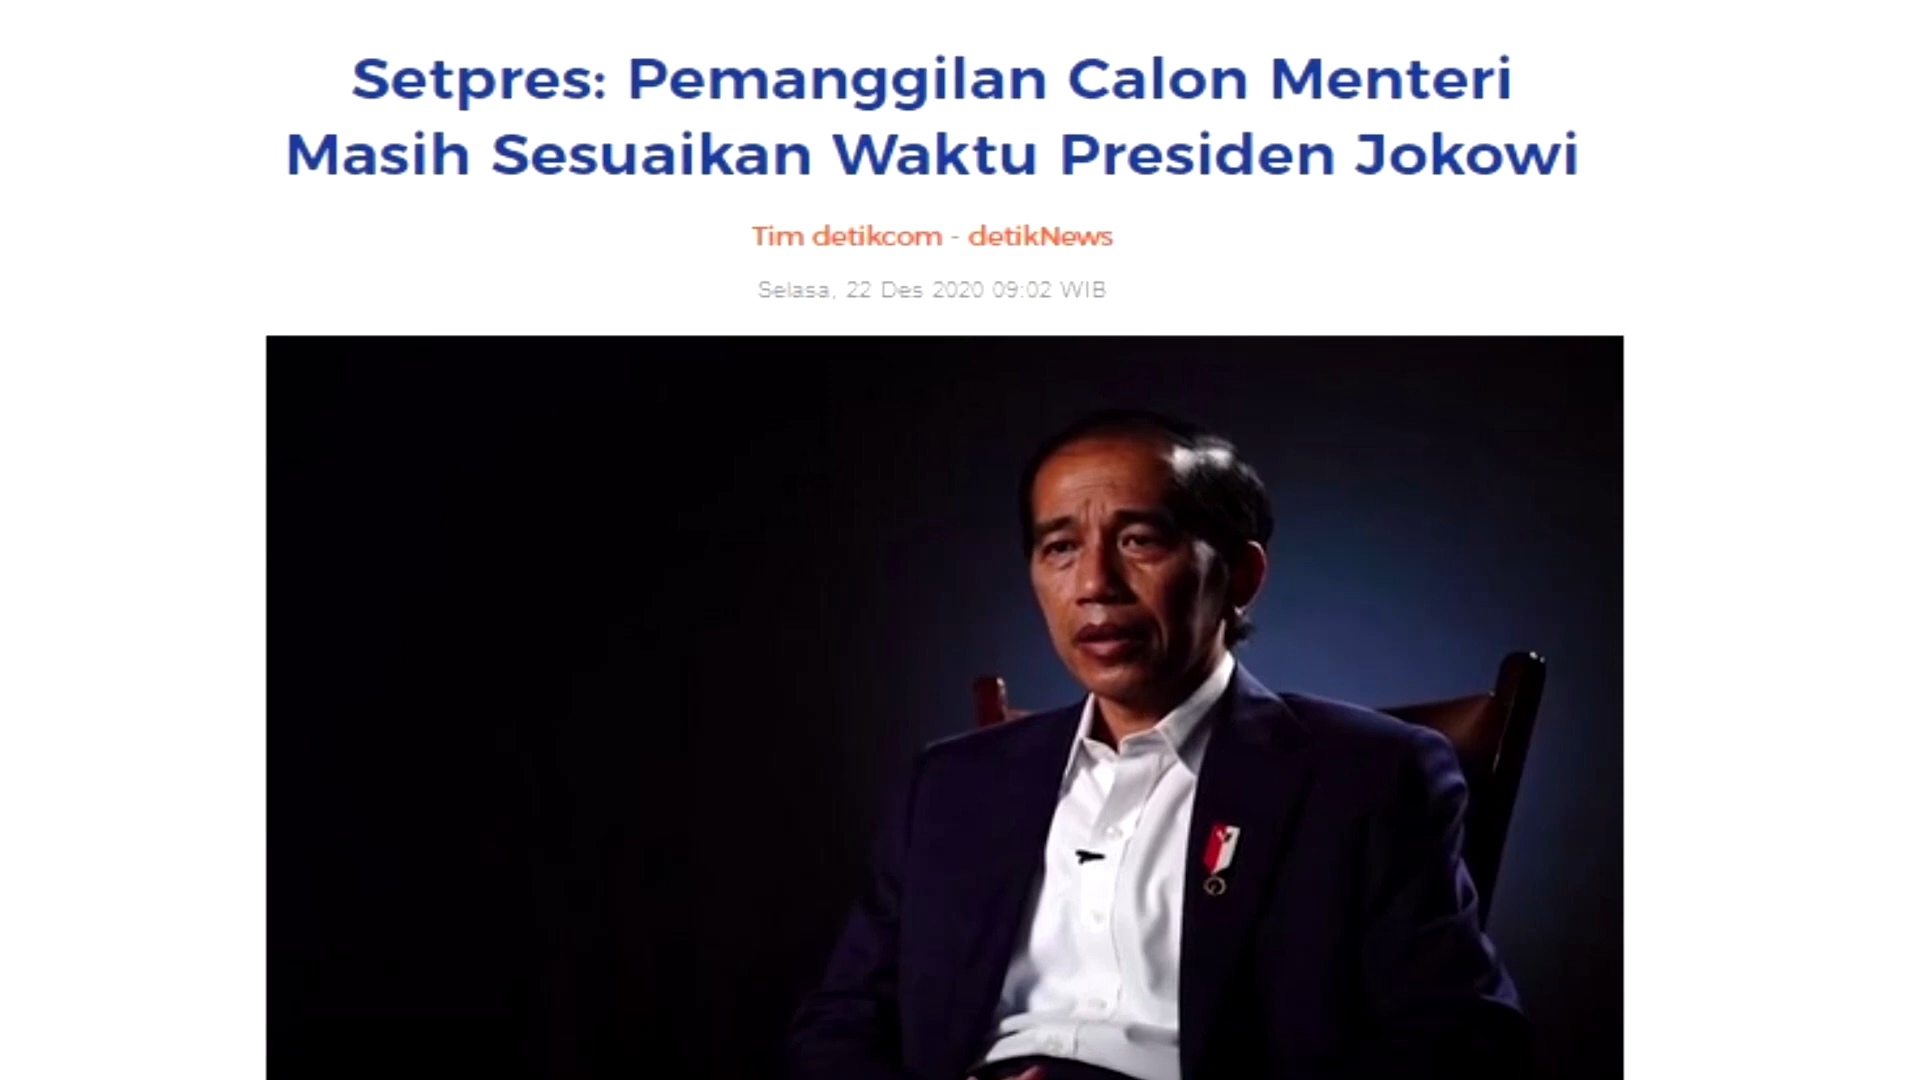 Setpres: Pemanggilan Calon Menteri
Masih Sesuaikan Waktu Presiden Jokowi
Tim detikcom - detikNews
Selasa, 22 Des 2020 09:02 WIB